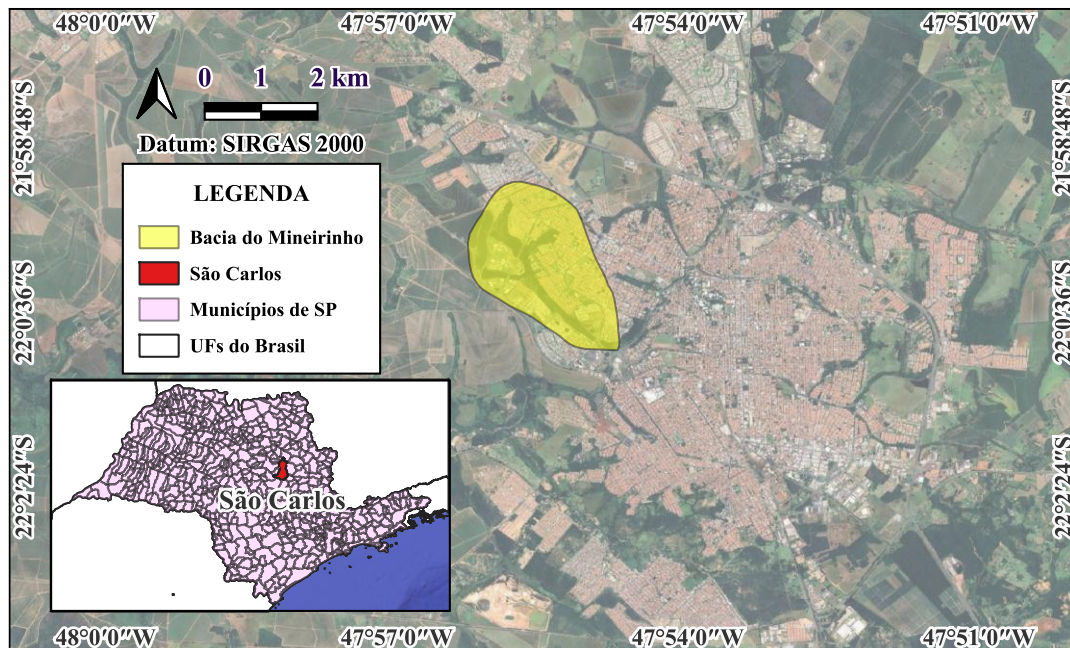 48°0′0″W 47°57′0″W 47°54′0″W 47°51′0″W
0 1 2 km
Datum: SIRGAS 2000
21°58′48″S 21°58′48″S
LEGENDA
Bacia do Mineirinho
São Carlos
Municípios de SP
UFs do Brasil
22°0′36″S 22°0′36″S
22°2′24″S 22°2′24″S
São Carlos
48°0′0″W 47°57′0″W 47°54′0″W 47°51′0″W